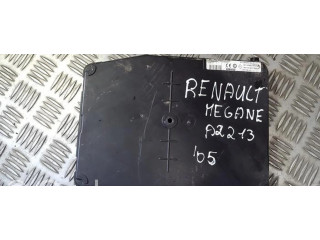 RENAULT
MEGANE
A2213
'05